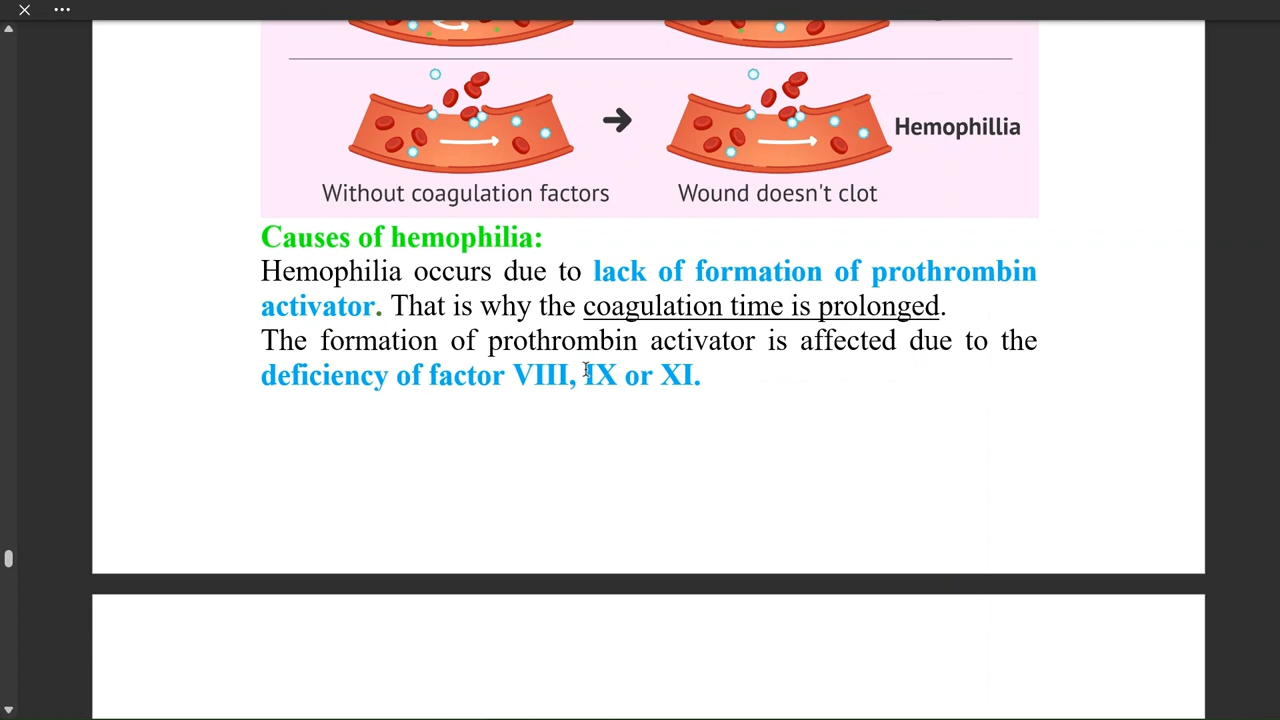 Hemophillia
Without coagulation factors Wound doesn't clot
Causes of hemophilia:
Hemophilia occurs due to lack of formation of prothrombin
activator. That is why the coagulation time is prolonged.
The formation of prothrombin activator is affected due to the
deficiency of factor VIII, IX or XI.